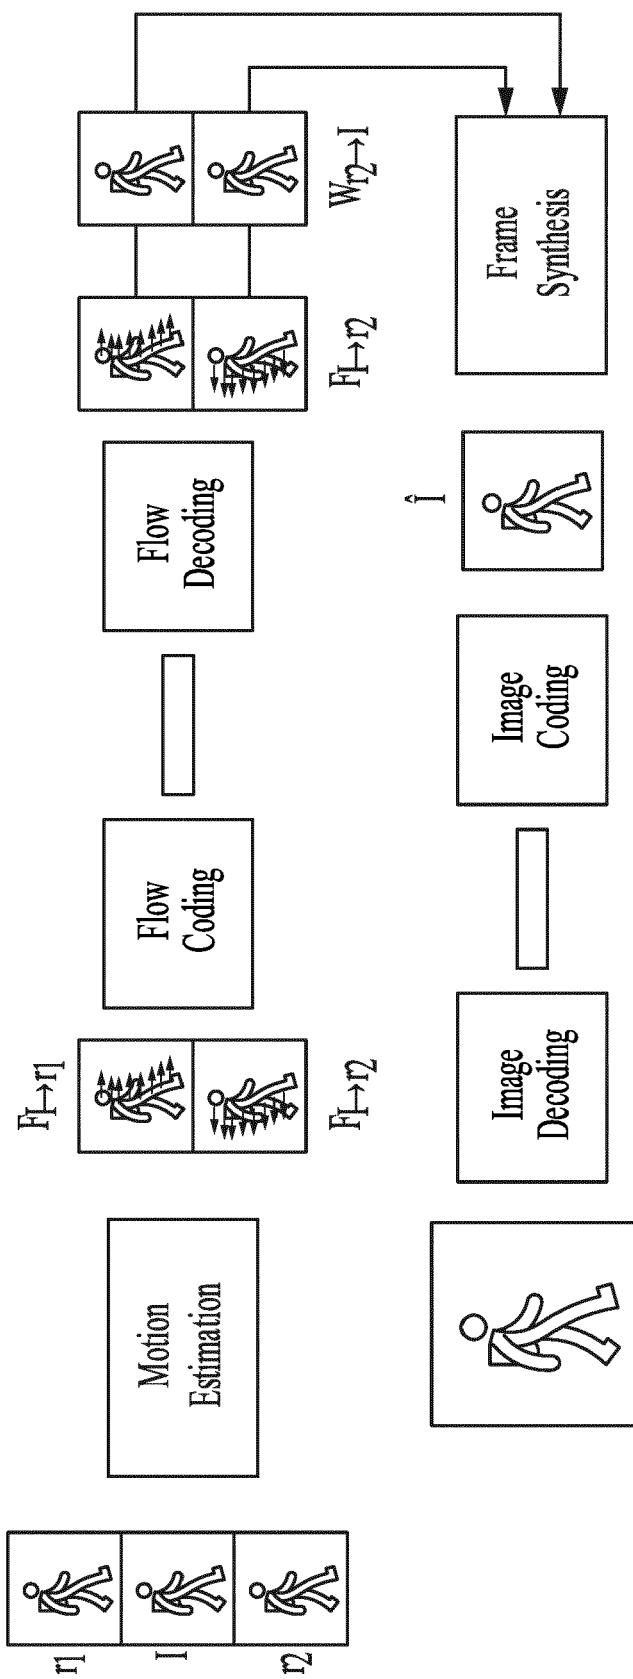 r1
I
r2
Motion
Estimation
FI→r1
FI→r2
Flow
Coding
Flow
Decoding
FI→r2
Wr2→I
Image
Decoding
Image
Coding
Î
Frame
Synthesis